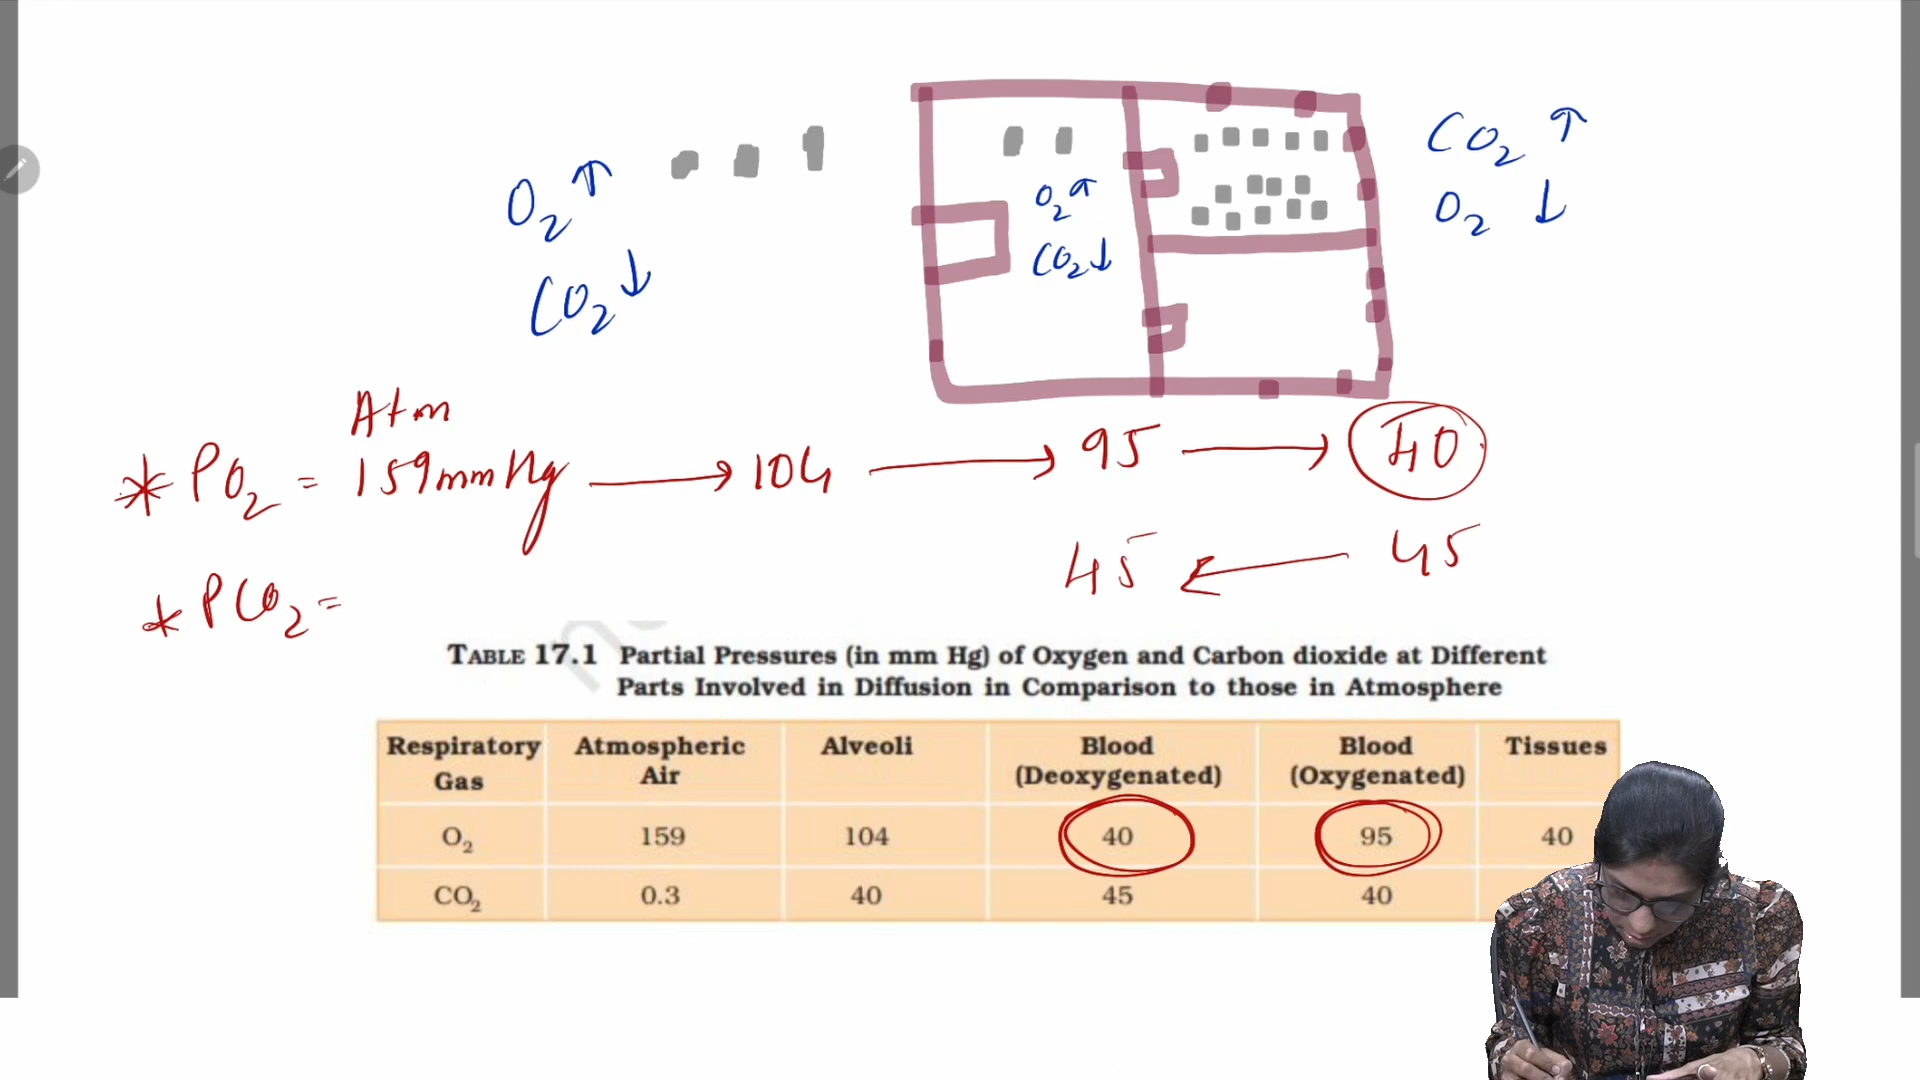 O₂ ↑
CO₂ ↓
O₂ ↑
CO₂ ↓
CO₂ ↑
O₂ ↓
Atm
* PO₂ = 159 mmHg → 104 → 95 → 40
45 ← 45
* PCO₂ =
TABLE 17.1 Partial Pressures (in mm Hg) of Oxygen and Carbon dioxide at Different
Parts Involved in Diffusion in Comparison to those in Atmosphere
Respiratory Gas | Atmospheric Air | Alveoli | Blood (Deoxygenated) | Blood (Oxygenated) | Tissues
O₂ | 159 | 104 | 40 | 95 | 40
CO₂ | 0.3 | 40 | 45 | 40